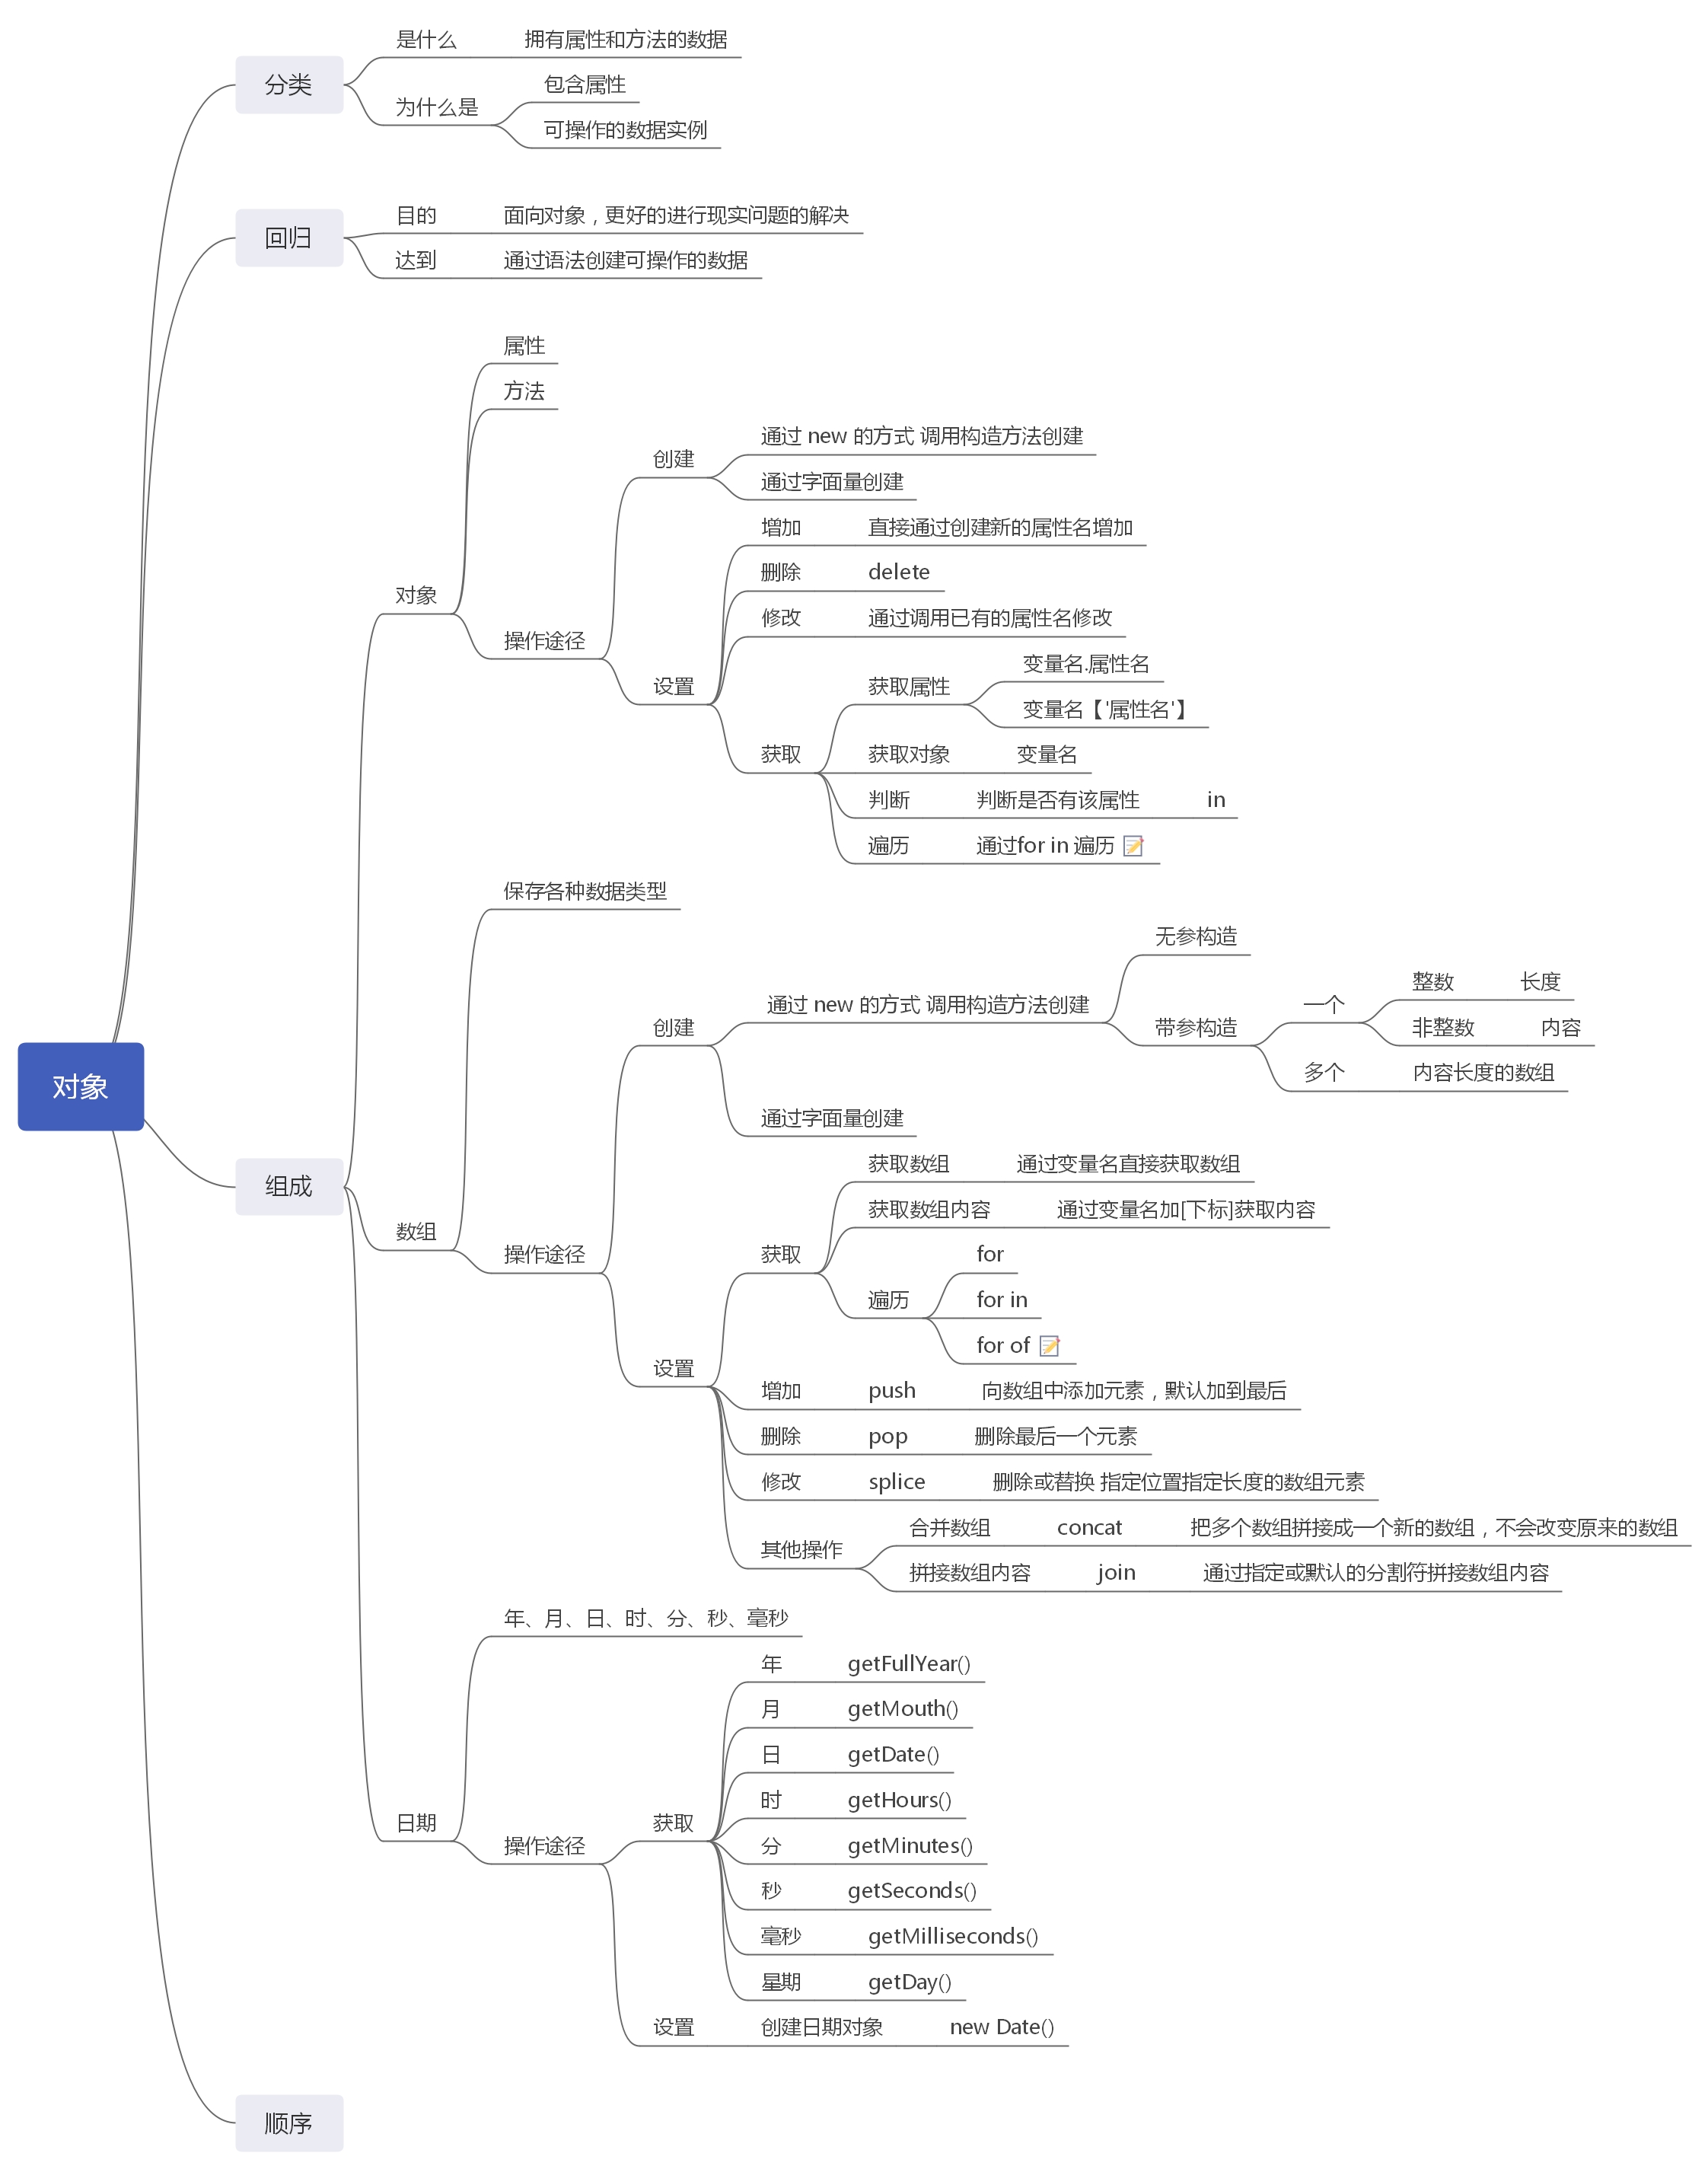 对象
分类
是什么 拥有属性和方法的数据
为什么是
包含属性
可操作的数据实例
回归
目的 面向对象，更好的进行现实问题的解决
达到 通过语法创建可操作的数据
组成
对象
属性
方法
操作途径
创建
通过 new 的方式 调用构造方法创建
通过字面量创建
设置
增加 直接通过创建新的属性名增加
删除 delete
修改 通过调用已有的属性名修改
获取
获取属性
变量名.属性名
变量名【'属性名'】
获取对象 变量名
判断 判断是否有该属性 in
遍历 通过for in 遍历
数组
保存各种数据类型
操作途径
创建
通过 new 的方式 调用构造方法创建
无参构造
带参构造
一个
整数 长度
非整数 内容
多个 内容长度的数组
通过字面量创建
设置
获取
获取数组 通过变量名直接获取数组
获取数组内容 通过变量名加[下标]获取内容
遍历
for
for in
for of
增加 push 向数组中添加元素，默认加到最后
删除 pop 删除最后一个元素
修改 splice 删除或替换 指定位置指定长度的数组元素
其他操作
合并数组 concat 把多个数组拼接成一个新的数组，不会改变原来的数组
拼接数组内容 join 通过指定或默认的分割符拼接数组内容
日期
年、月、日、时、分、秒、毫秒
操作途径
获取
年 getFullYear()
月 getMouth()
日 getDate()
时 getHours()
分 getMinutes()
秒 getSeconds()
毫秒 getMilliseconds()
星期 getDay()
设置 创建日期对象 new Date()
顺序